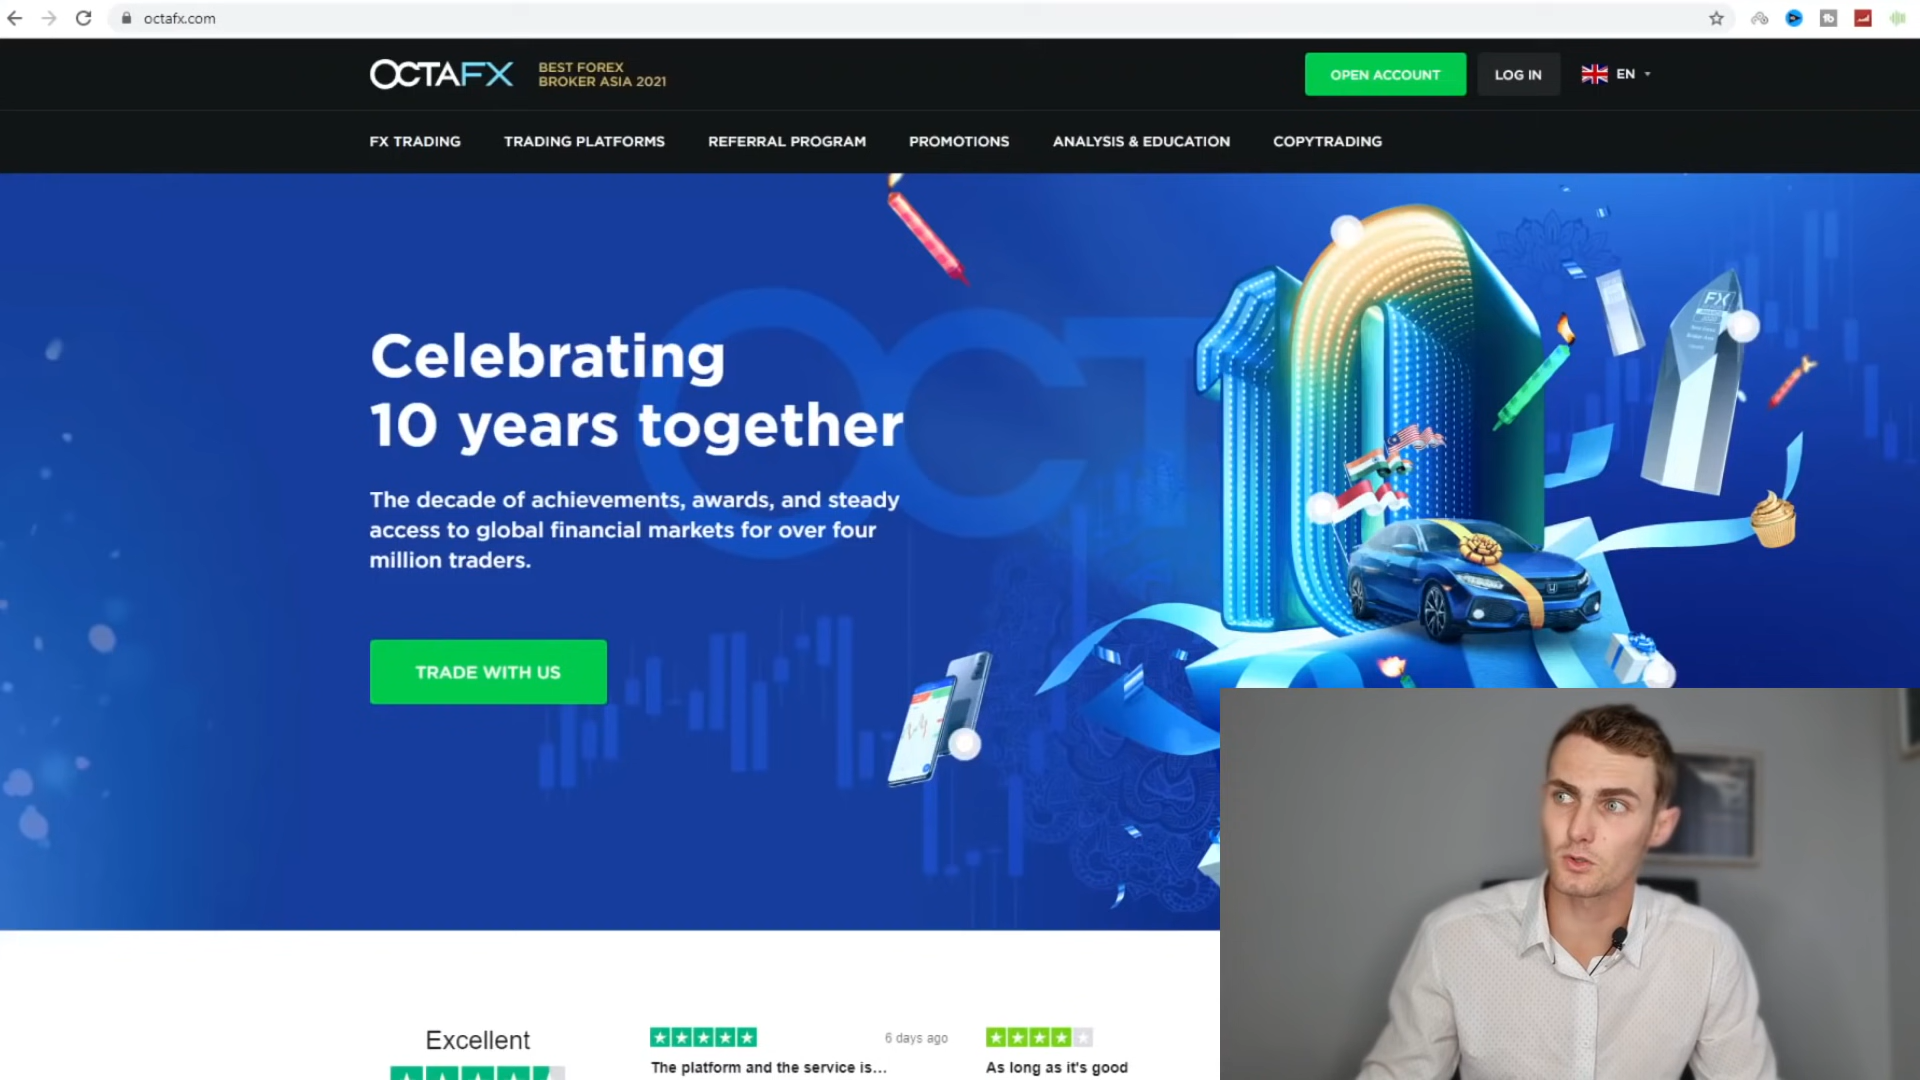 octafx.com
OCTAFX
BEST FOREX
BROKER ASIA 2021
OPEN ACCOUNT
LOG IN
EN
FX TRADING
TRADING PLATFORMS
REFERRAL PROGRAM
PROMOTIONS
ANALYSIS & EDUCATION
COPYTRADING
OCT
FX
Celebrating
10 years together
10
The decade of achievements, awards, and steady
access to global financial markets for over four
million traders.
TRADE WITH US
Excellent
6 days ago
The platform and the service is...
As long as it's good